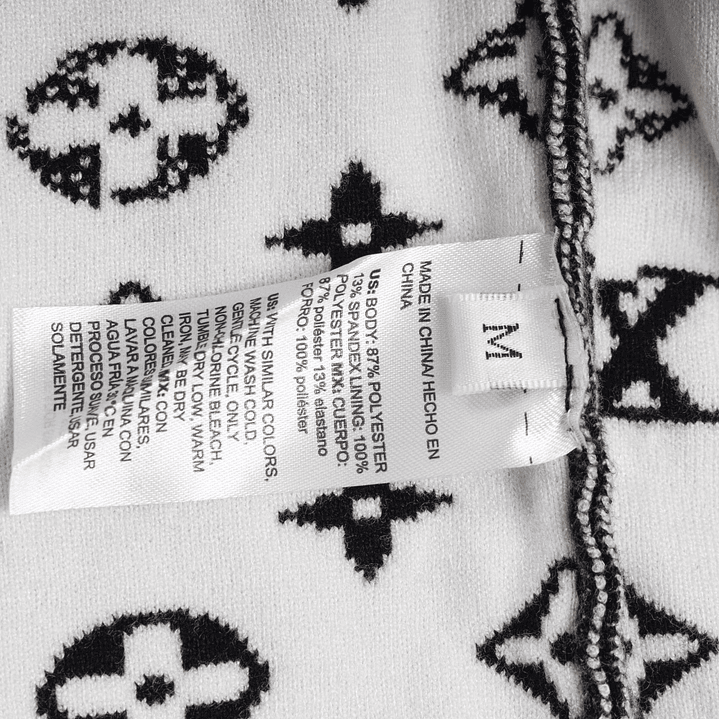 MADE IN CHINA/ HECHO EN
CHINA
M
US: BODY: 87% POLYESTER
13% SPANDEX LINING: 100%
POLYESTER MX: CUERPO:
87% poliéster 13% elastano
FORRO: 100% poliéster
US: WITH SIMILAR COLORS,
MACHINE WASH COLD,
GENTLE CYCLE, ONLY
NON-CHLORINE BLEACH,
TUMBLE DRY LOW, WARM
IRON, MAY BE DRY
CLEANED MX: CON
COLORES SIMILARES,
LAVAR A MAQUINA CON
AGUA FRÍA 30°C EN
PROCESO SUAVE, USAR
DETERGENTE, USAR
SOLAMENTE